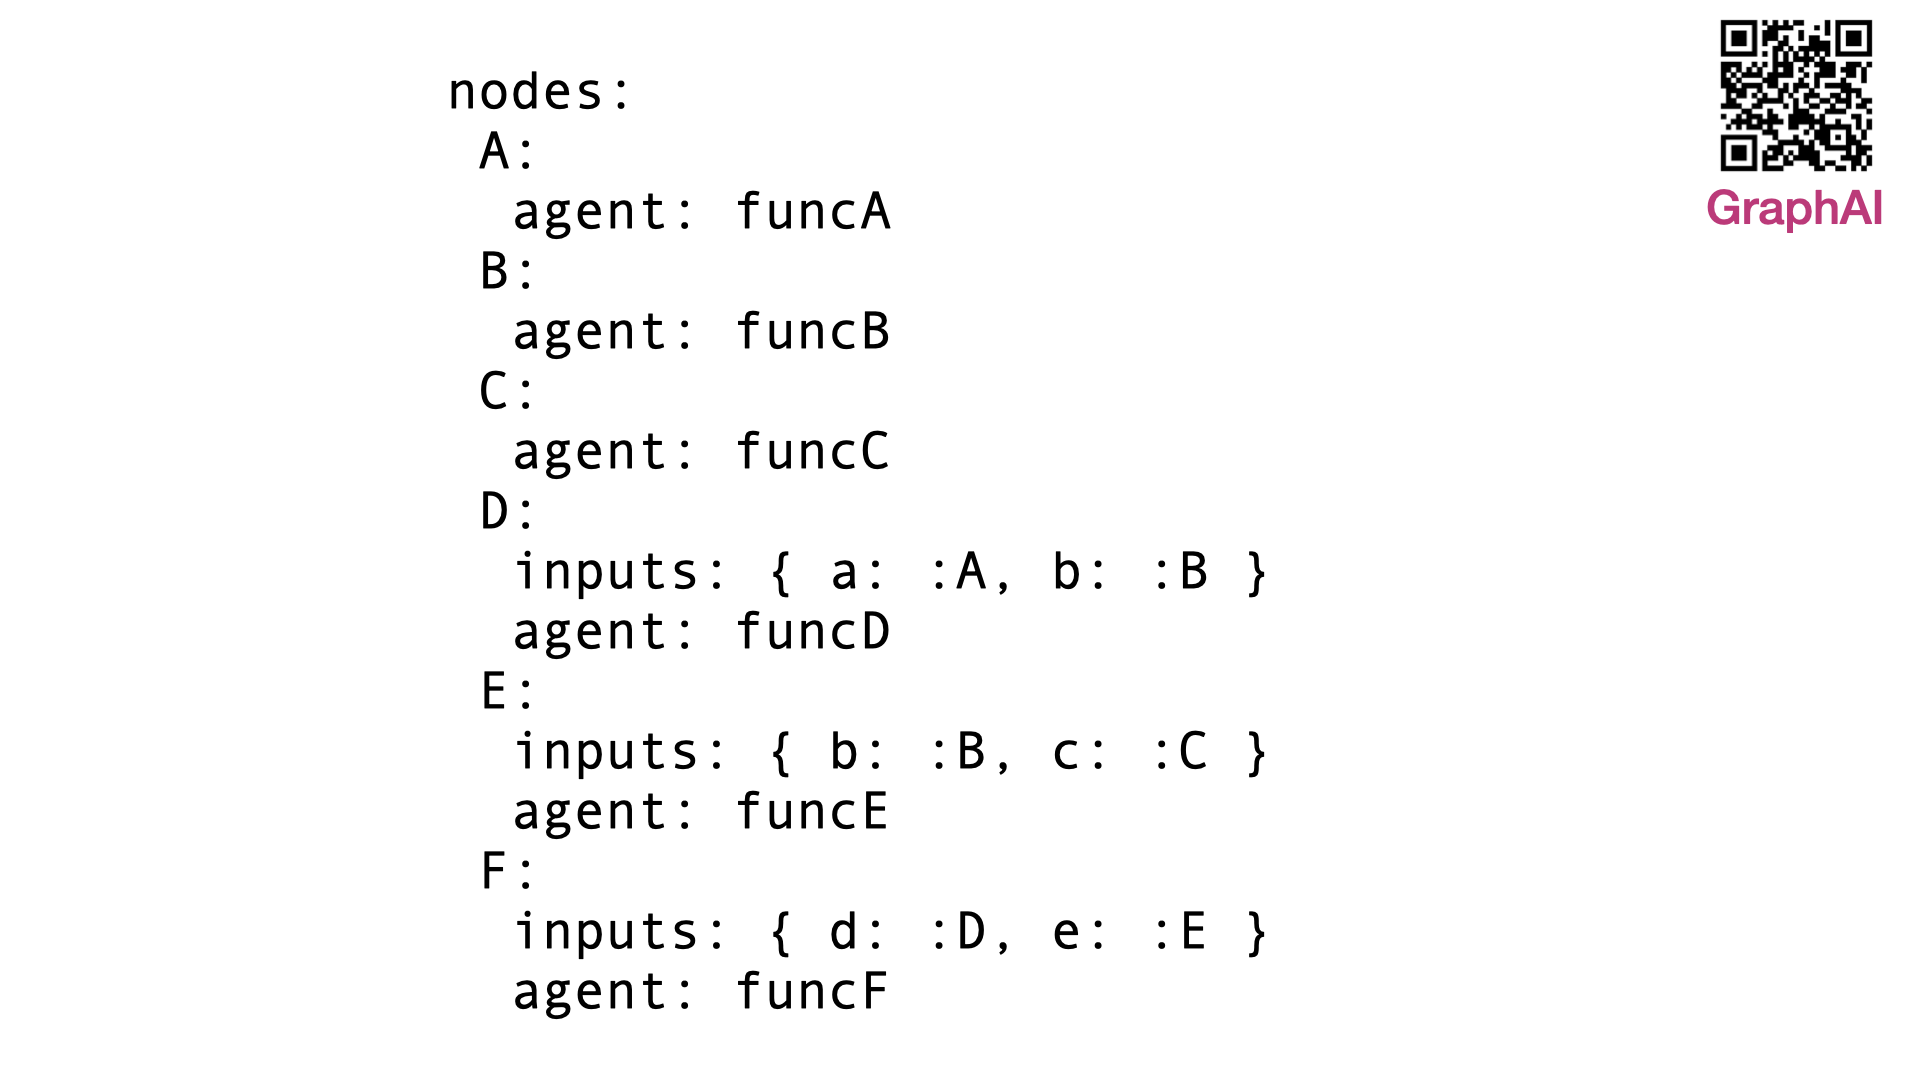 nodes:
 A:
  agent: funcA
 B:
  agent: funcB
 C:
  agent: funcC
 D:
  inputs: { a: :A, b: :B }
  agent: funcD
 E:
  inputs: { b: :B, c: :C }
  agent: funcE
 F:
  inputs: { d: :D, e: :E }
  agent: funcF
GraphAI